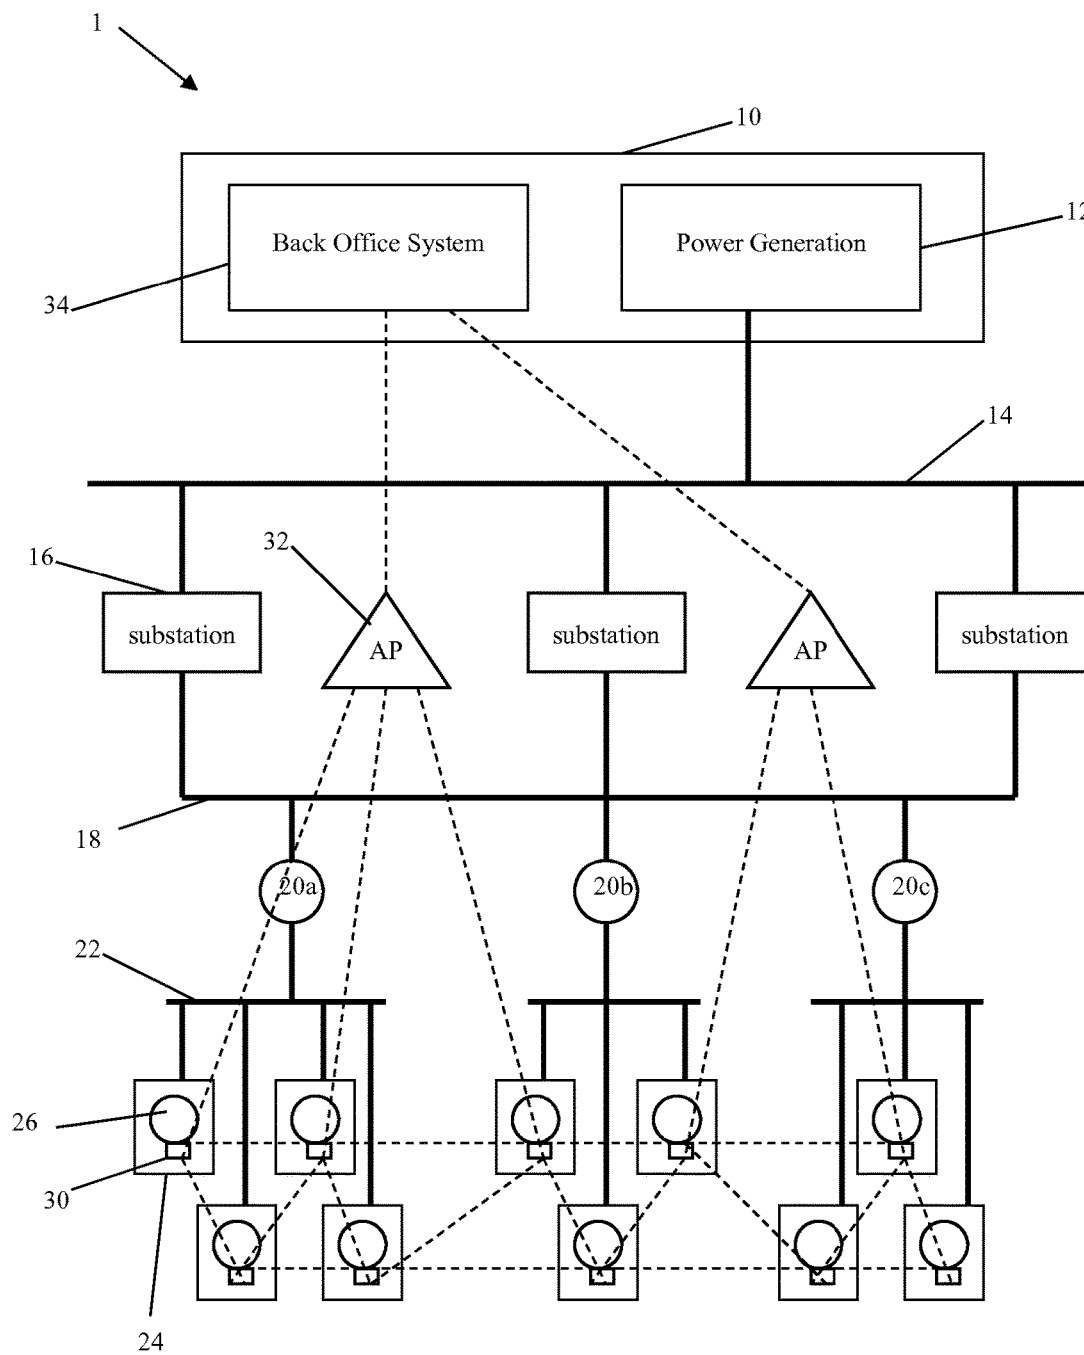 1
10
12
Back Office System
Power Generation
34
14
32
16
substation
AP
substation
AP
substation
18
20a
20b
20c
22
26
30
24